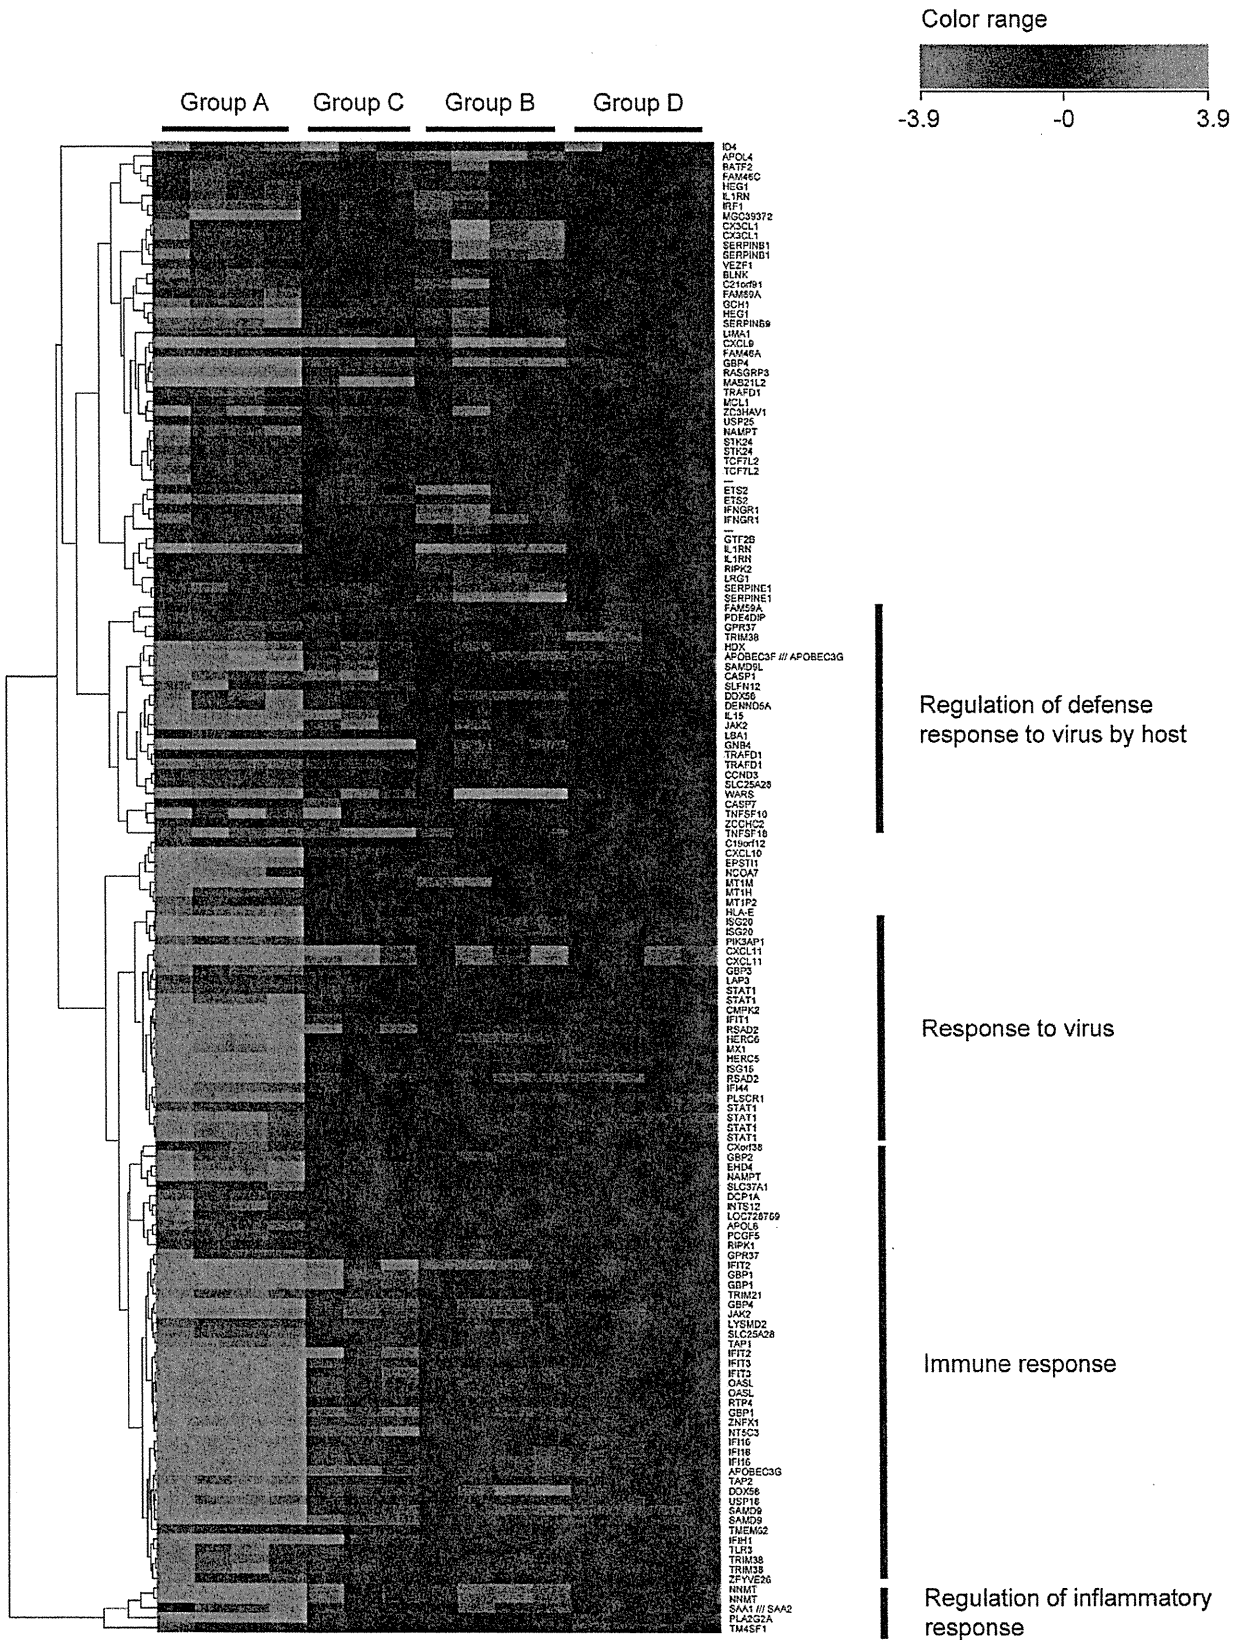 Color range
-3.9
-0
3.9
Group A
Group C
Group B
Group D
ID4
APOL4
BATF2
FAM46C
HEG1
IL1RN
IRF1
MGC39372
CX3CL1
CX3CL1
SERPINB1
SERPINB1
VEZF1
BLNK
C21orf91
FAM59A
GCH1
HEG1
SERPINB9
LIMA1
CXCL9
FAM46A
GBP4
RASGRP3
MAB21L2
TRAFD1
MCL1
ZC3HAV1
USP25
NAMPT
STK24
STK24
TCF7L2
TCF7L2
—
ETS2
ETS2
IFNGR1
IFNGR1
—
GTF2B
IL1RN
IL1RN
RIPK2
LRG1
SERPINE1
SERPINE1
FAM59A
PDE4DIP
GPR37
TRIM38
HDX
APOBEC3F /// APOBEC3G
SAMD9L
CASP1
SLFN12
DDX58
DENND5A
IL15
JAK2
LBA1
GNB4
TRAFD1
TRAFD1
CCND3
SLC25A28
WARS
CASP7
TNFSF10
ZCCHC2
TNFSF18
C19orf12
CXCL10
EPSTI1
NCOA7
MT1M
MT1H
MT1P2
HLA-E
ISG20
ISG20
PIK3AP1
CXCL11
CXCL11
GBP3
LAP3
STAT1
STAT1
CMPK2
IFIT1
RSAD2
HERC6
MX1
HERC5
ISG15
RSAD2
IFI44
PLSCR1
STAT1
STAT1
STAT1
STAT1
CXorf38
GBP2
EHD4
NAMPT
SLC37A1
DCP1A
INTS12
LOC728769
APOL6
PCGF5
RIPK1
GPR37
IFIT2
GBP1
GBP1
TRIM21
GBP4
JAK2
LYSMD2
SLC25A28
TAP1
IFIT2
IFIT3
IFIT3
OASL
OASL
RTP4
GBP1
ZNFX1
NT5C3
IFI16
IFI16
IFI16
APOBEC3G
TAP2
DDX58
USP18
SAMD9
SAMD9
TMEM62
IFIH1
TLR3
TRIM38
TRIM38
ZFYVE26
NNMT
NNMT
SAA1 /// SAA2
PLA2G2A
TM4SF1
Regulation of defense
response to virus by host
Response to virus
Immune response
Regulation of inflammatory
response